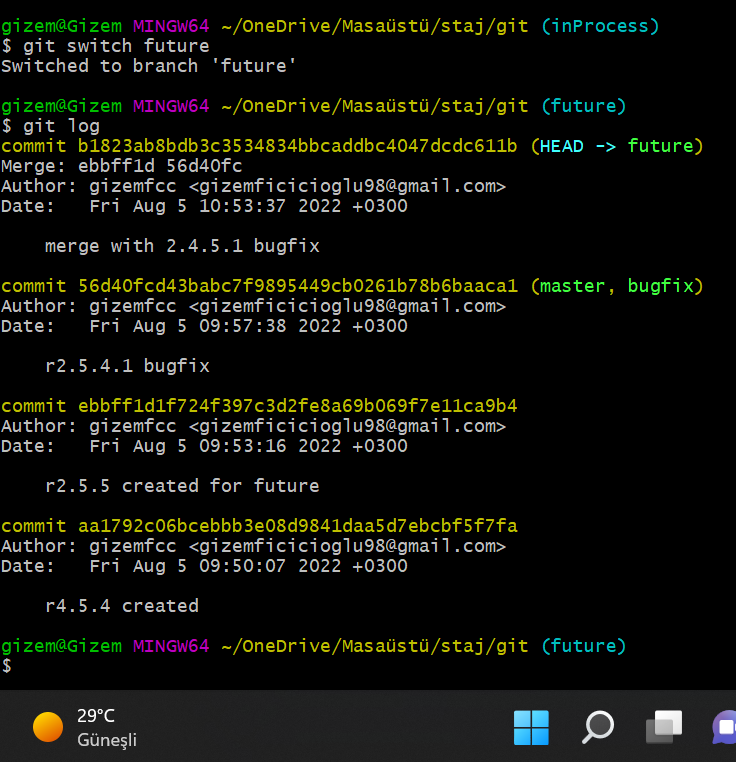 gizem@Gizem MINGW64 ~/OneDrive/Masaüstü/staj/git (inProcess)
$ git switch future
Switched to branch 'future'
gizem@Gizem MINGW64 ~/OneDrive/Masaüstü/staj/git (future)
$ git log
commit b1823ab8bdb3c3534834bbcaddbc4047dcdc611b (HEAD -> future)
Merge: ebbff1d 56d40fc
Author: gizemfcc <gizemficicioglu98@gmail.com>
Date:   Fri Aug 5 10:53:37 2022 +0300
    merge with 2.4.5.1 bugfix
commit 56d40fcd43babc7f9895449cb0261b78b6baaca1 (master, bugfix)
Author: gizemfcc <gizemficicioglu98@gmail.com>
Date:   Fri Aug 5 09:57:38 2022 +0300
    r2.5.4.1 bugfix
commit ebbff1d1f724f397c3d2fe8a69b069f7e11ca9b4
Author: gizemfcc <gizemficicioglu98@gmail.com>
Date:   Fri Aug 5 09:53:16 2022 +0300
    r2.5.5 created for future
commit aa1792c06bcebbb3e08d9841daa5d7ebcbf5f7fa
Author: gizemfcc <gizemficicioglu98@gmail.com>
Date:   Fri Aug 5 09:50:07 2022 +0300
    r4.5.4 created
gizem@Gizem MINGW64 ~/OneDrive/Masaüstü/staj/git (future)
$
29°C
Güneşli